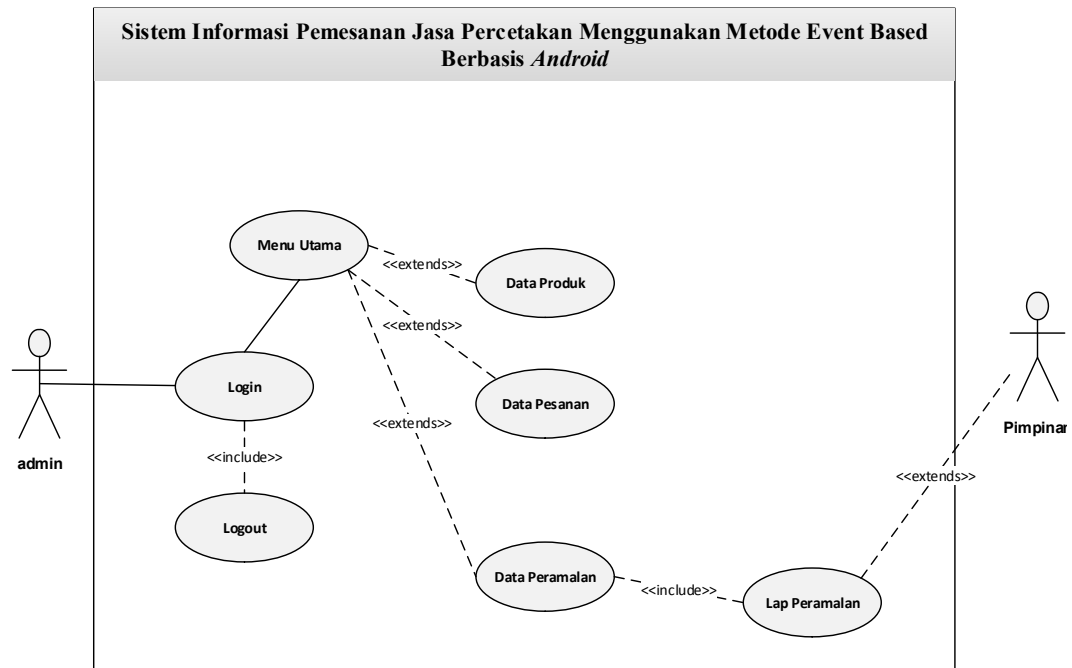 Sistem Informasi Pemesanan Jasa Percetakan Menggunakan Metode Event Based
Berbasis Android
Menu Utama
<<extends>>
Data Produk
<<extends>>
Login
Data Pesanan
<<extends>>
admin
Pimpinan
<<include>>
<<extends>>
Logout
Data Peramalan
<<include>>
Lap Peramalan